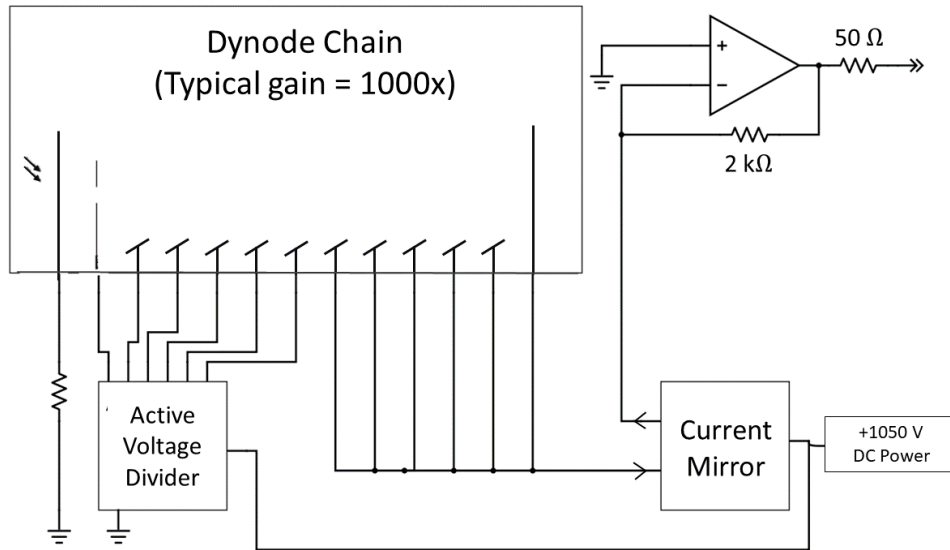 Dynode Chain
(Typical gain = 1000x)
50 Ω
+
−
2 kΩ
Active
Voltage
Divider
Current
Mirror
+1050 V
DC Power